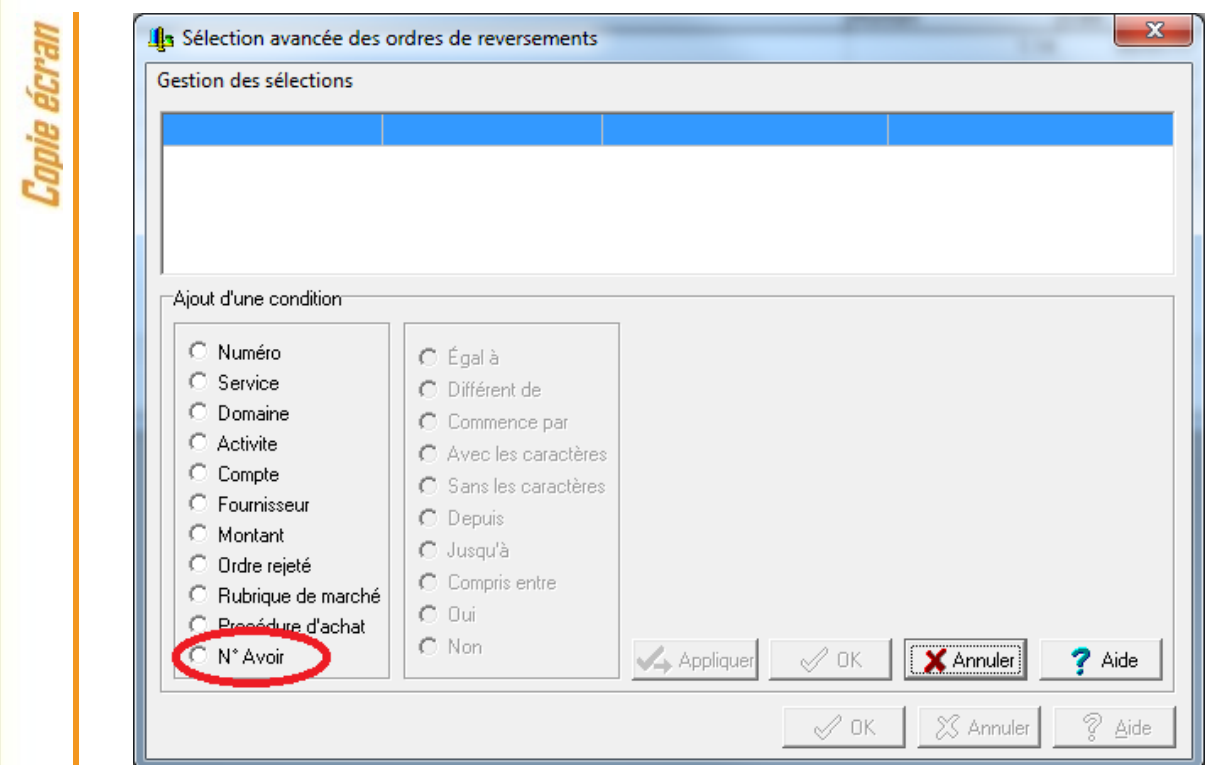 Copie écran
Sélection avancée des ordres de reversements
Gestion des sélections
Ajout d'une condition
Numéro
Service
Domaine
Activite
Compte
Fournisseur
Montant
Ordre rejeté
Rubrique de marché
Procédure d'achat
N° Avoir
Égal à
Différent de
Commence par
Avec les caractères
Sans les caractères
Depuis
Jusqu'à
Compris entre
Oui
Non
Appliquer OK Annuler Aide
OK Annuler Aide